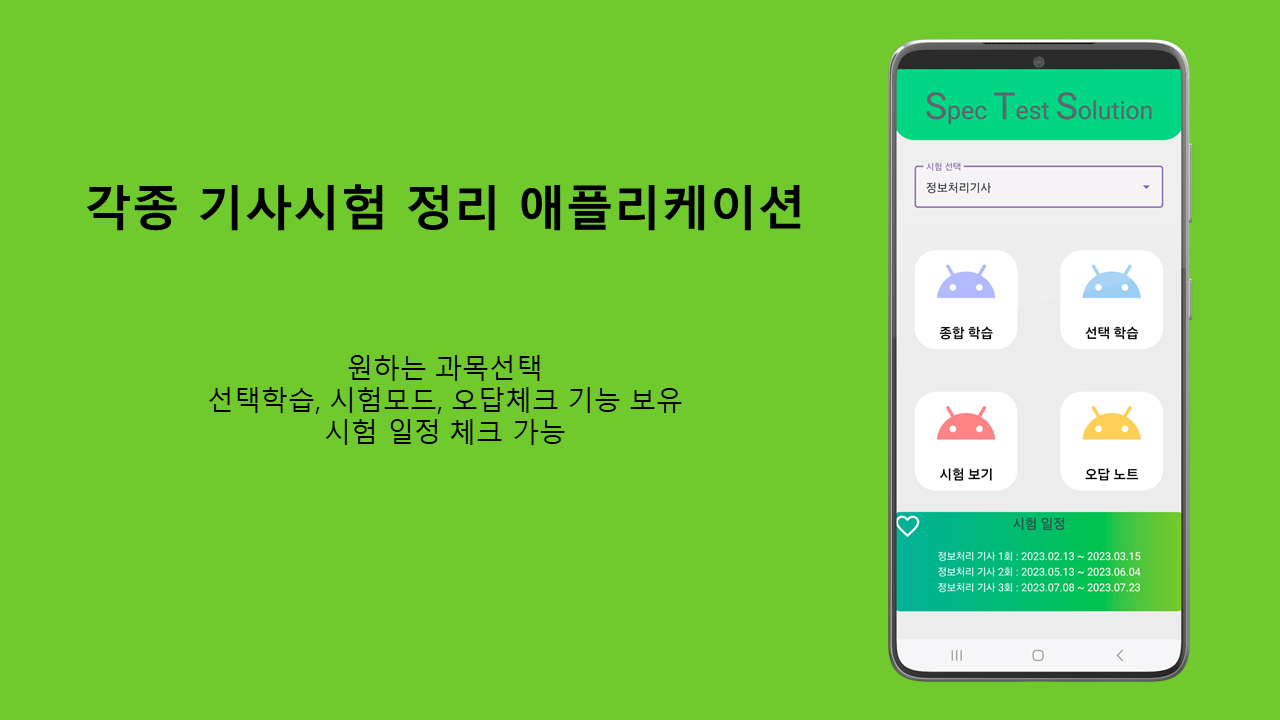 각종 기사시험 정리 애플리케이션
원하는 과목선택
선택학습, 시험모드, 오답체크 기능 보유
시험 일정 체크 가능
Spec Test Solution
시험 선택
정보처리기사
종합 학습
선택 학습
시험 보기
오답 노트
시험 일정
정보처리 기사 1회 : 2023.02.13 ~ 2023.03.15
정보처리 기사 2회 : 2023.05.13 ~ 2023.06.04
정보처리 기사 3회 : 2023.07.08 ~ 2023.07.23